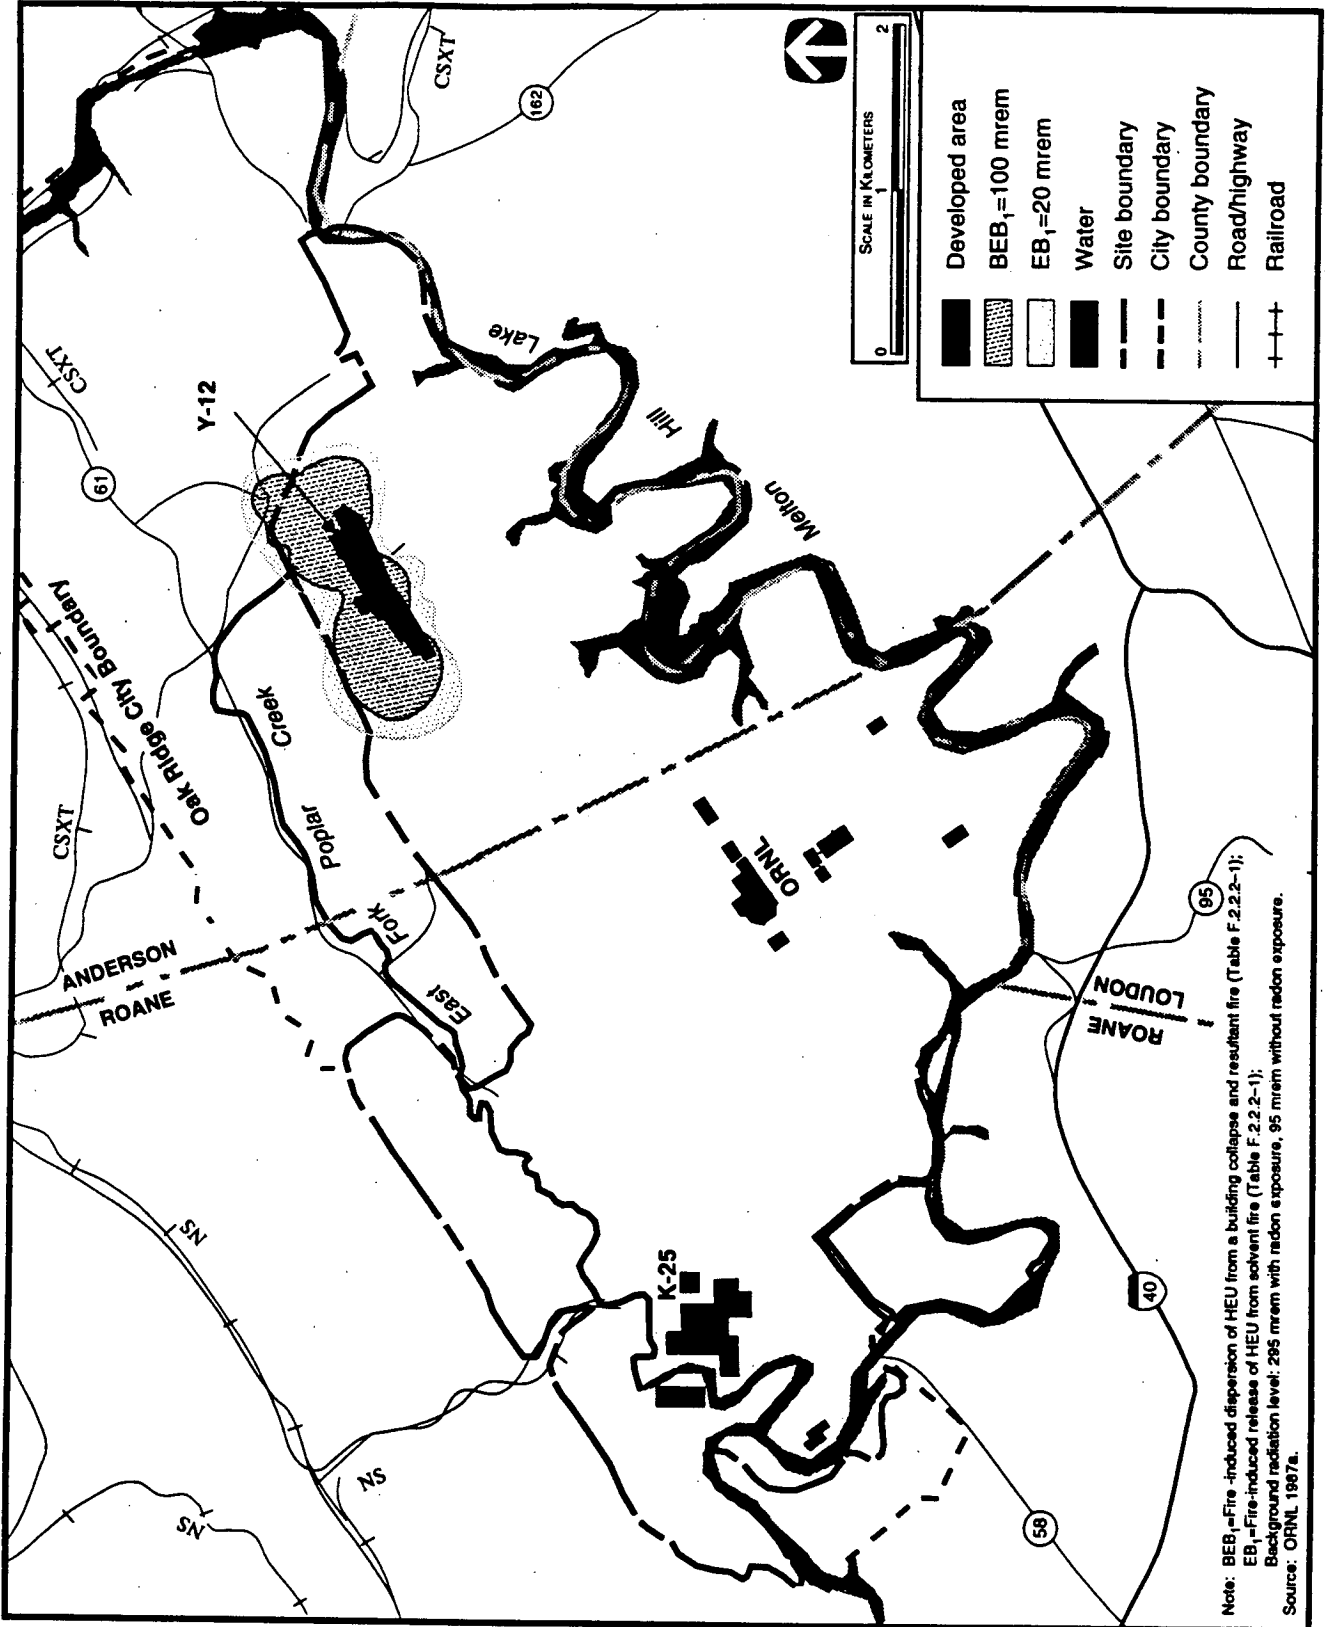 CSXT
162
Y-12
CSXT
61
Oak Ridge City Boundary
CSXT
ANDERSON
ROANE
East
Fork
Poplar
Creek
Melton
Hill
Lake
ORNL
K-25
ROANE
LOUDON
95
40
58
NS
NS
NS
SCALE IN KILOMETERS
0 1 2
Developed area
BEB₁=100 mrem
EB₁=20 mrem
Water
Site boundary
City boundary
County boundary
Road/highway
Railroad
Note: BEB₁=Fire -induced dispersion of HEU from a building collapse and resultant fire (Table F.2.2.2–1);
EB₁=Fire-induced release of HEU from solvent fire (Table F.2.2.2–1);
Background radiation level: 295 mrem with radon exposure, 95 mrem without radon exposure.
Source: ORNL 1987a.